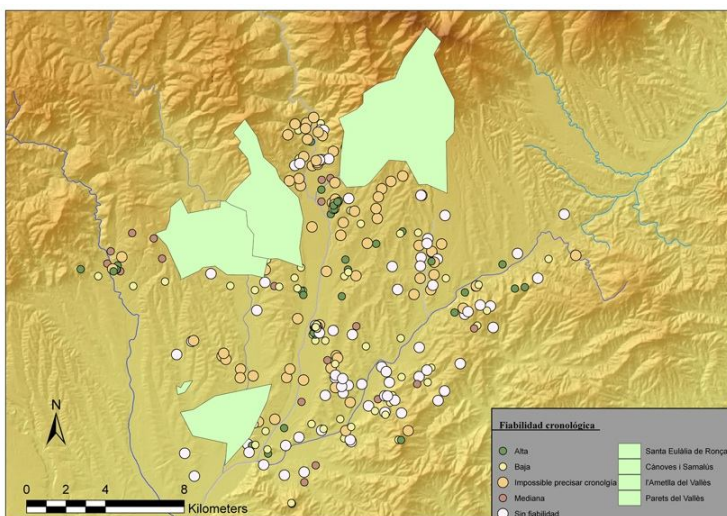 N
0 2 4 8
Kilometers
Fiabilidad cronológica
Alta
Baja
Impossible precisar cronolgía
Mediana
Sin fiabilidad
Santa Eulàlia de Ronça
Cànoves i Samalús
l'Ametlla del Vallès
Parets del Vallès